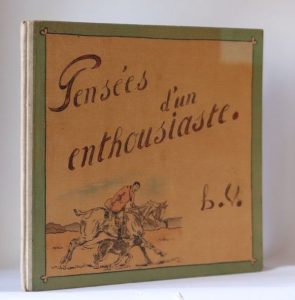 Pensées
d'un
enthousiaste.
b.V.